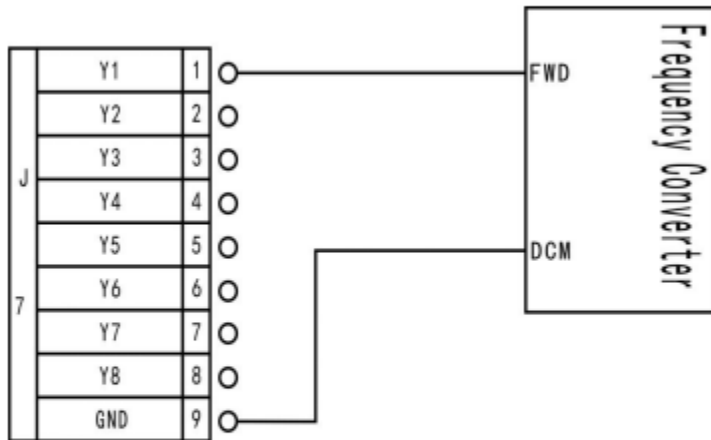 J7
Y1 1
Y2 2
Y3 3
Y4 4
Y5 5
Y6 6
Y7 7
Y8 8
GND 9
FWD
DCM
Frequency Converter